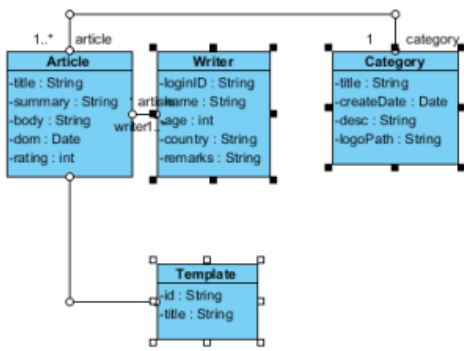 1..* article
1 category
Article
-title : String
-summary : String
-body : String
-dom : Date
-rating : int
Writer
-loginID : String
-name : String
-age : int
-country : String
-remarks : String
article
writer
Category
-title : String
-createDate : Date
-desc : String
-logoPath : String
Template
-id : String
-title : String